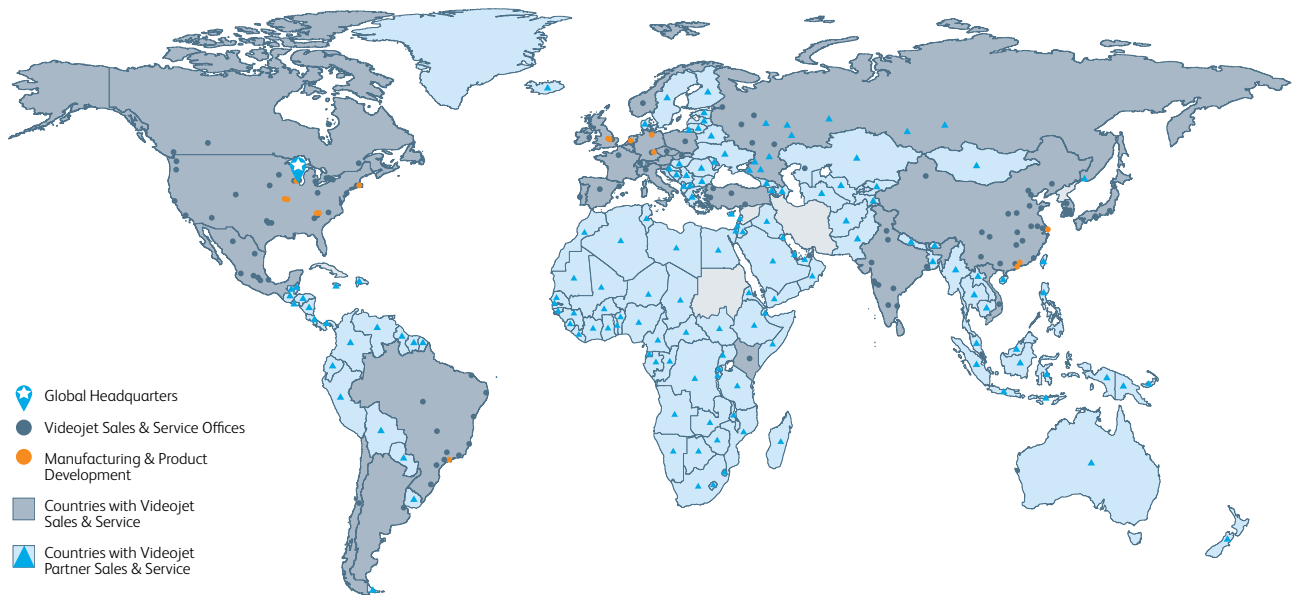 Global Headquarters
Videojet Sales & Service Offices
Manufacturing & Product
Development
Countries with Videojet
Sales & Service
Countries with Videojet
Partner Sales & Service